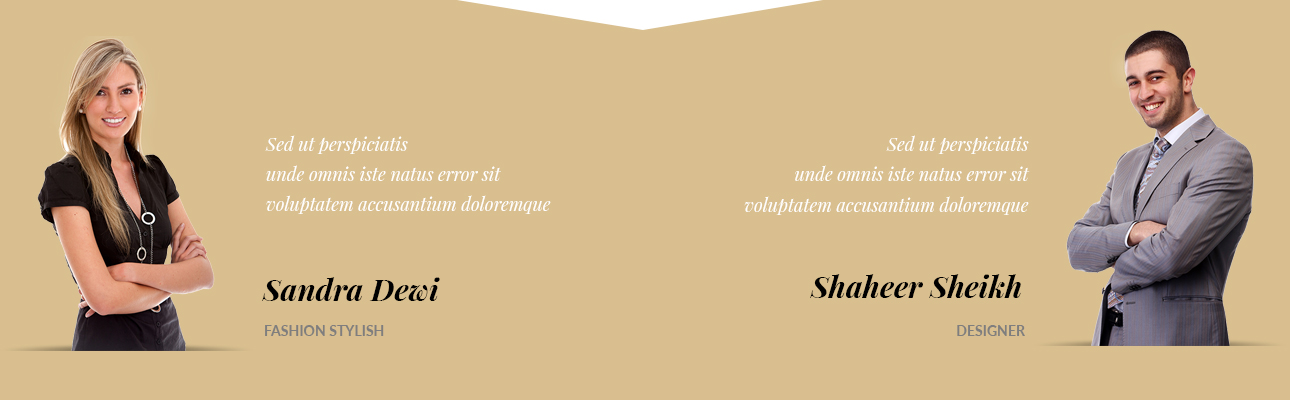 Sed ut perspiciatis
unde omnis iste natus error sit
voluptatem accusantium doloremque
Sandra Dewi
FASHION STYLISH
Sed ut perspiciatis
unde omnis iste natus error sit
voluptatem accusantium doloremque
Shaheer Sheikh
DESIGNER